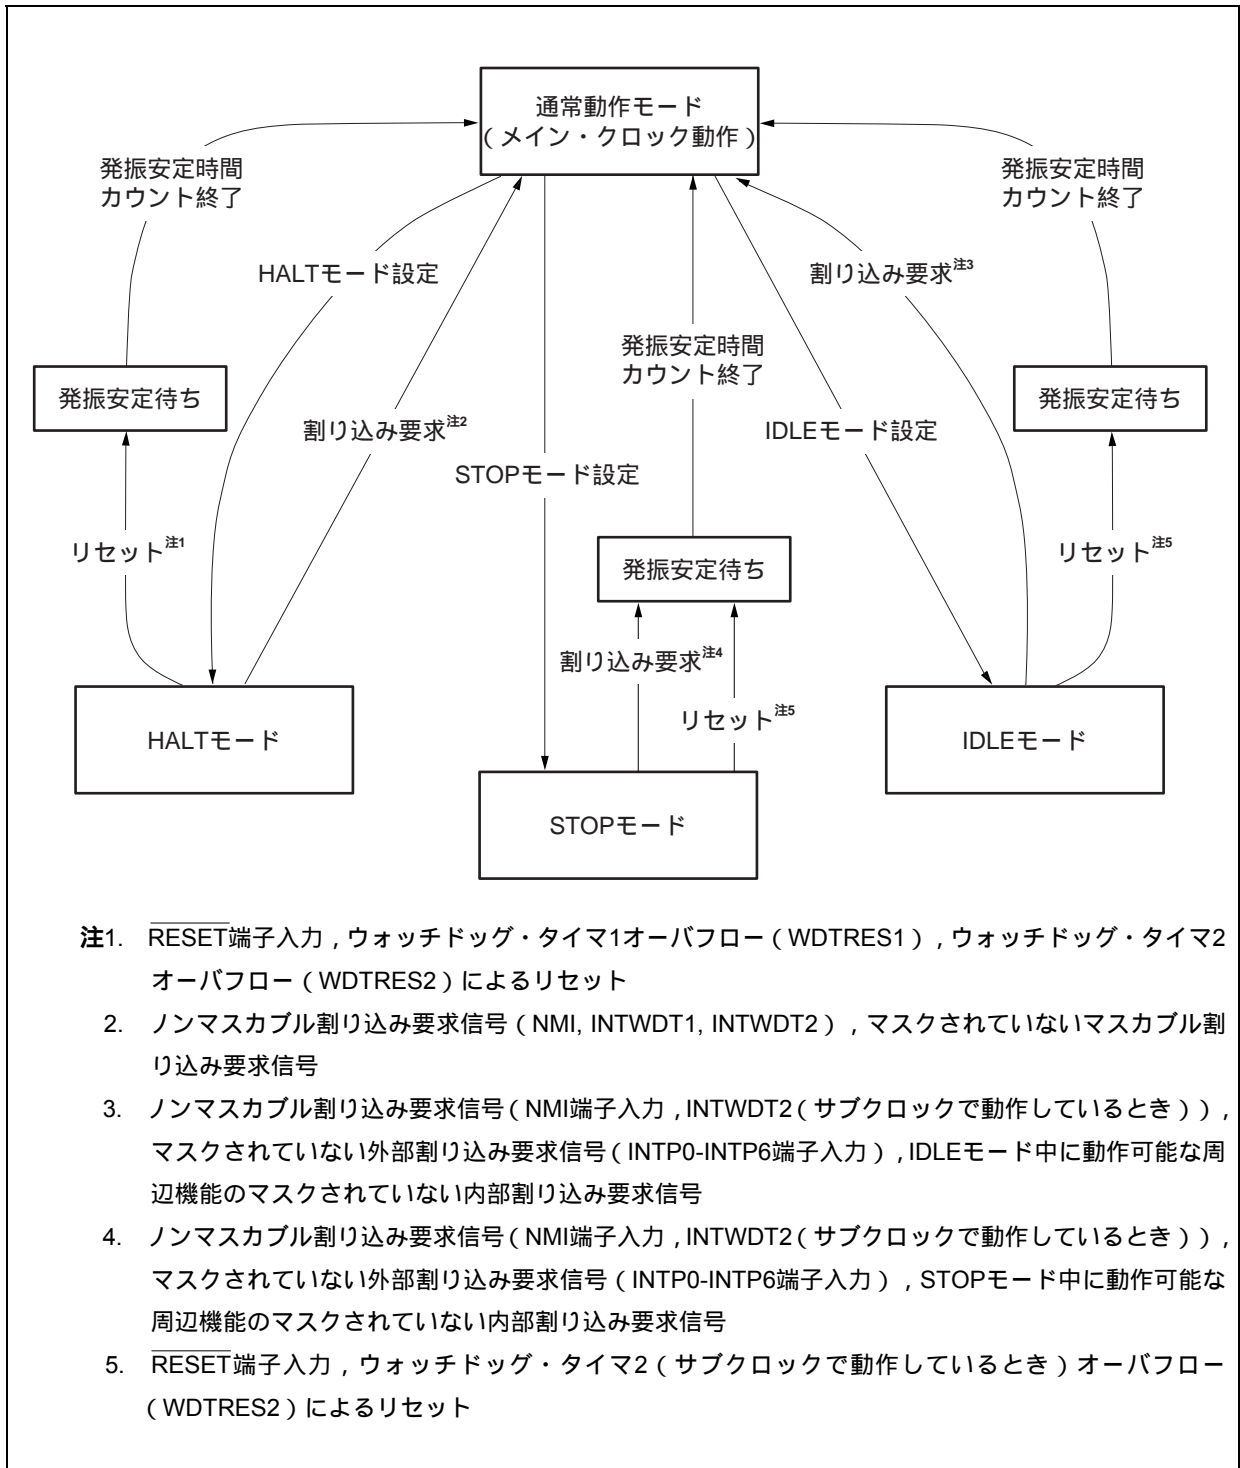 通常動作モード
（メイン・クロック動作）
発振安定時間
カウント終了
発振安定時間
カウント終了
HALTモード設定
割り込み要求注3
発振安定時間
カウント終了
発振安定待ち
発振安定待ち
割り込み要求注2
IDLEモード設定
STOPモード設定
リセット注1
発振安定待ち
リセット注5
割り込み要求注4
リセット注5
HALTモード
IDLEモード
STOPモード
注1. RESET端子入力，ウォッチドッグ・タイマ1オーバフロー（WDTRES1），ウォッチドッグ・タイマ2
オーバフロー（WDTRES2）によるリセット
2. ノンマスカブル割り込み要求信号（NMI, INTWDT1, INTWDT2），マスクされていないマスカブル割
り込み要求信号
3. ノンマスカブル割り込み要求信号（NMI端子入力，INTWDT2（サブクロックで動作しているとき）），
マスクされていない外部割り込み要求信号（INTP0-INTP6端子入力），IDLEモード中に動作可能な周
辺機能のマスクされていない内部割り込み要求信号
4. ノンマスカブル割り込み要求信号（NMI端子入力，INTWDT2（サブクロックで動作しているとき）），
マスクされていない外部割り込み要求信号（INTP0-INTP6端子入力），STOPモード中に動作可能な
周辺機能のマスクされていない内部割り込み要求信号
5. RESET端子入力，ウォッチドッグ・タイマ2（サブクロックで動作しているとき）オーバフロー
（WDTRES2）によるリセット